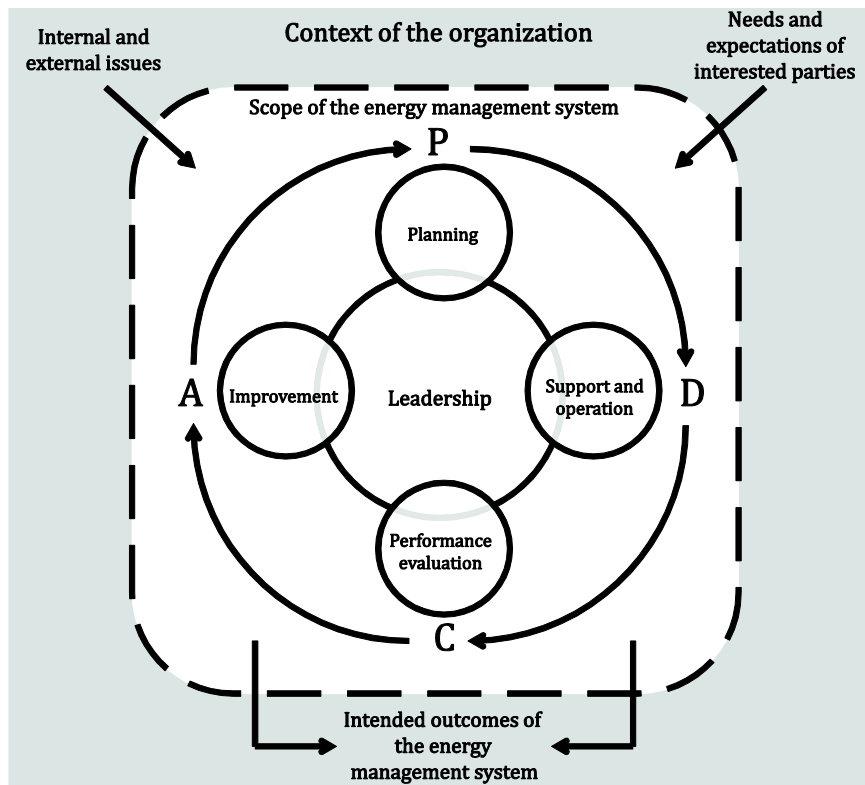 Context of the organization
Internal and
external issues
Needs and
expectations of
interested parties
Scope of the energy management system
P
Planning
A
Improvement
Leadership
Support and
operation
D
Performance
evaluation
C
Intended outcomes of
the energy
management system